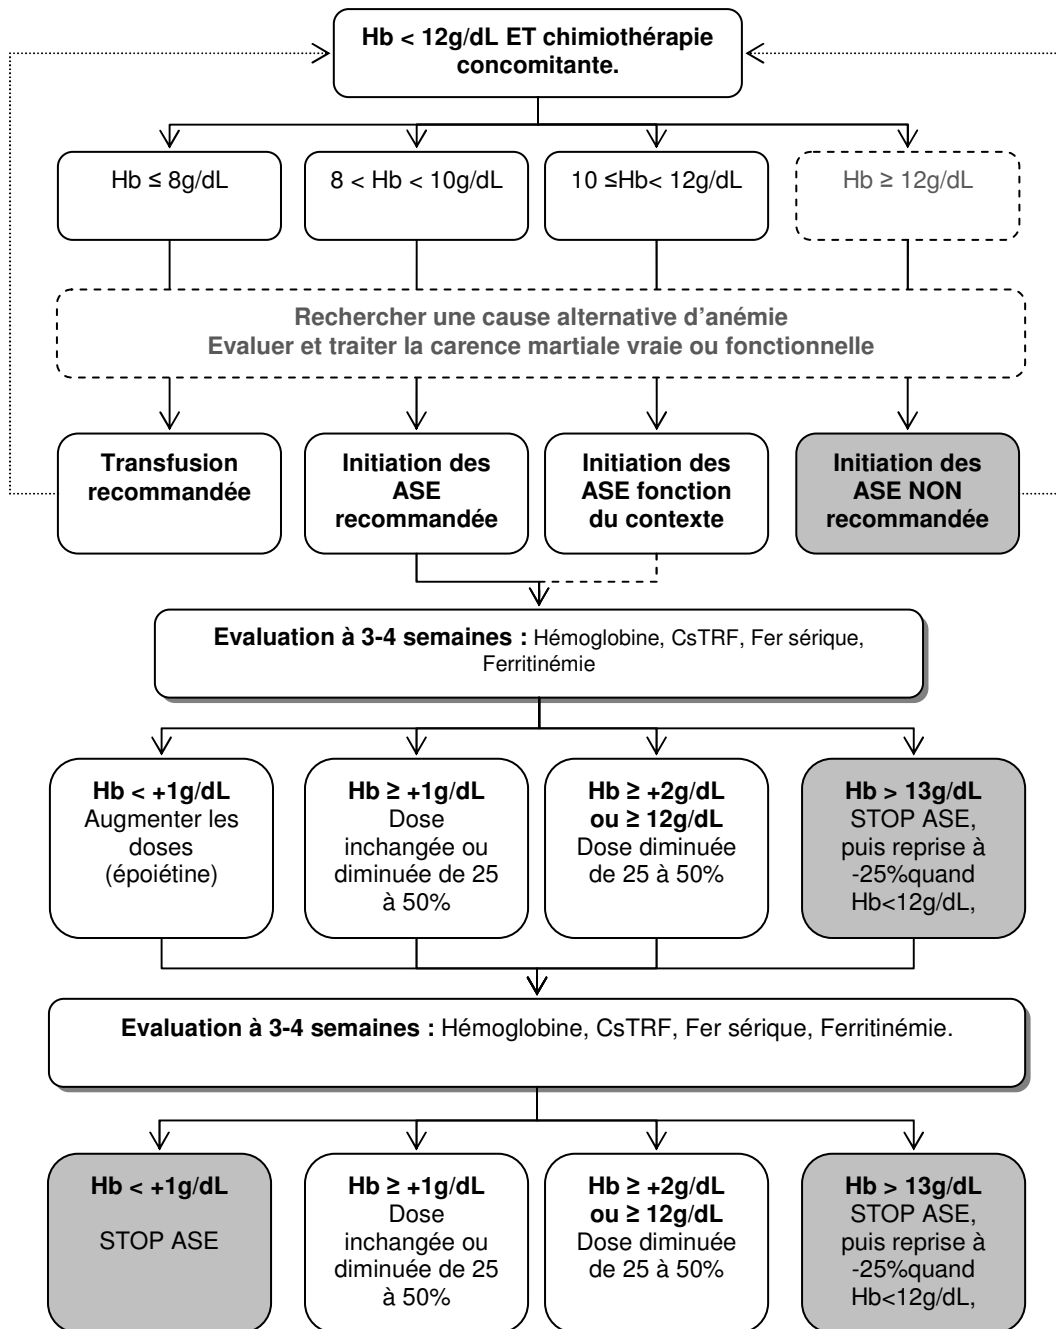 Hb < 12g/dL ET chimiothérapie
concomitante.
Hb ≤ 8g/dL
8 < Hb < 10g/dL
10 ≤Hb< 12g/dL
Hb ≥ 12g/dL
Rechercher une cause alternative d’anémie
Evaluer et traiter la carence martiale vraie ou fonctionnelle
Transfusion
recommandée
Initiation des
ASE
recommandée
Initiation des
ASE fonction
du contexte
Initiation des
ASE NON
recommandée
Evaluation à 3-4 semaines : Hémoglobine, CsTRF, Fer sérique,
Ferritinémie
Hb < +1g/dL
Augmenter les
doses
(époiétine)
Hb ≥ +1g/dL
Dose
inchangée ou
diminuée de 25
à 50%
Hb ≥ +2g/dL
ou ≥ 12g/dL
Dose diminuée
de 25 à 50%
Hb > 13g/dL
STOP ASE,
puis reprise à
-25%quand
Hb<12g/dL,
Evaluation à 3-4 semaines : Hémoglobine, CsTRF, Fer sérique, Ferritinémie.
Hb < +1g/dL
STOP ASE
Hb ≥ +1g/dL
Dose
inchangée ou
diminuée de 25
à 50%
Hb ≥ +2g/dL
ou ≥ 12g/dL
Dose diminuée
de 25 à 50%
Hb > 13g/dL
STOP ASE,
puis reprise à
-25%quand
Hb<12g/dL,